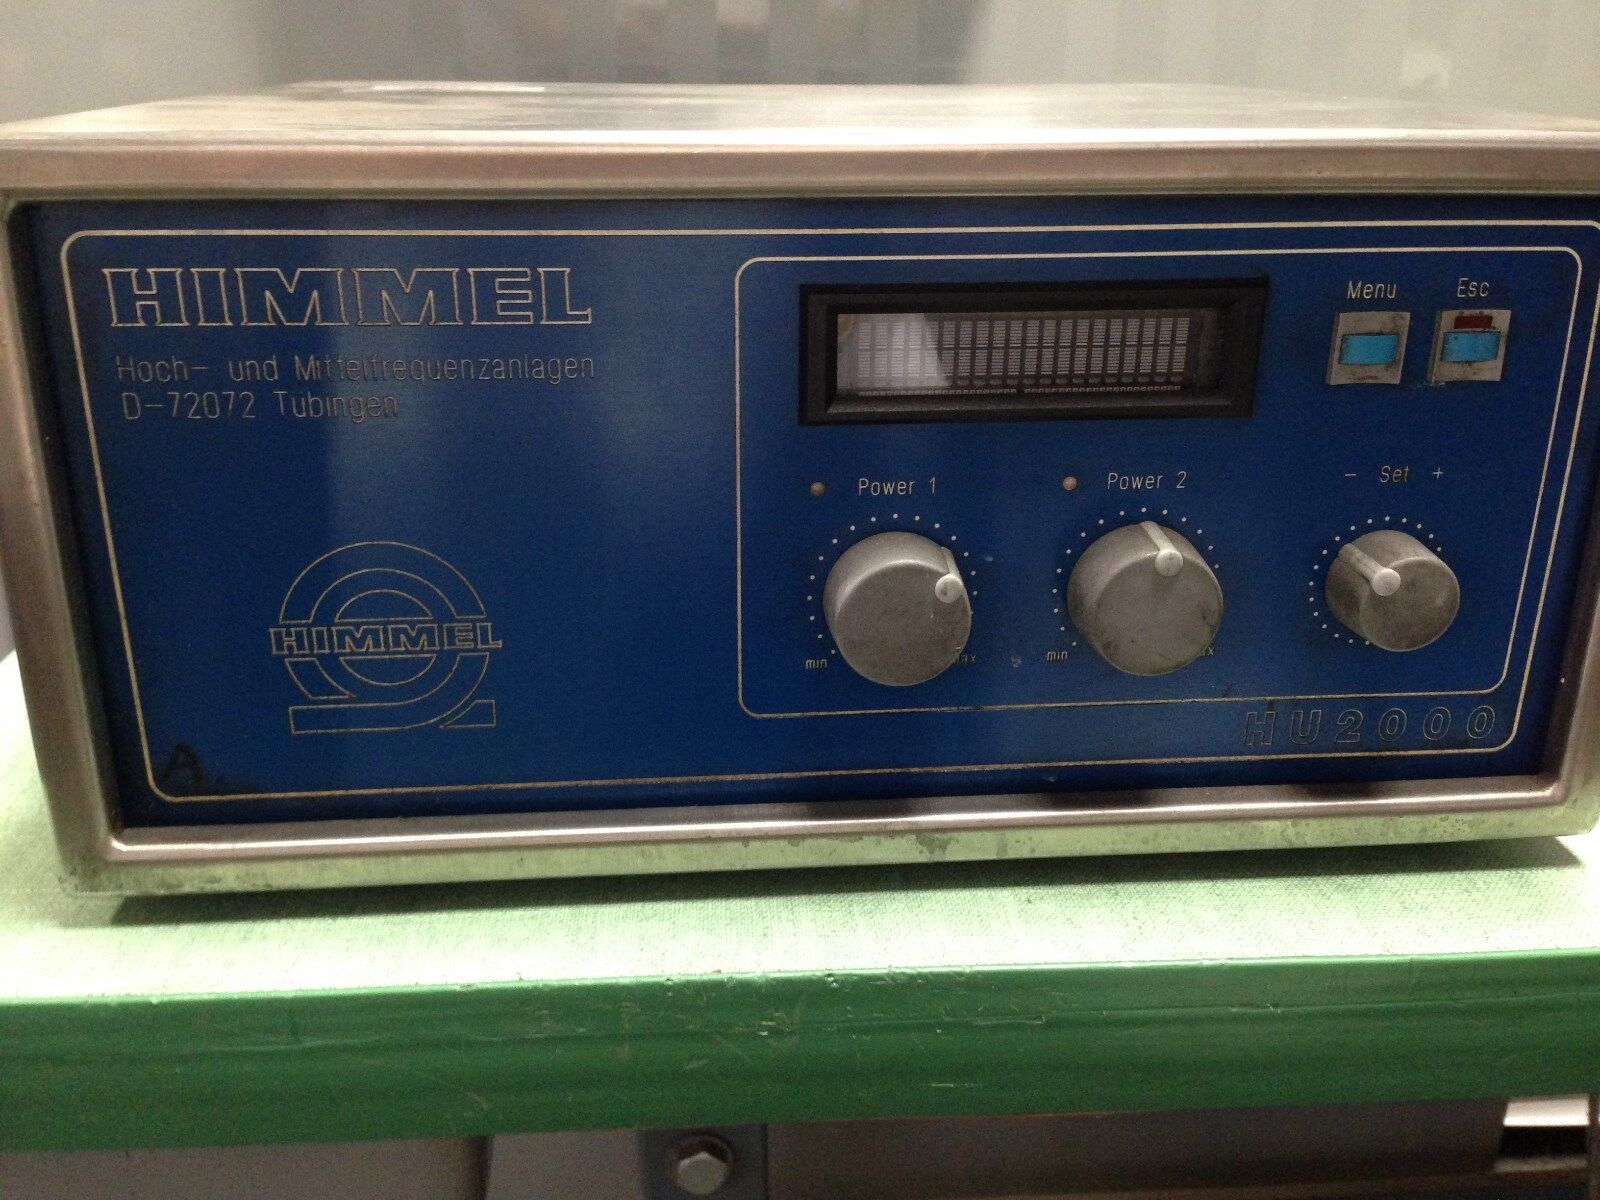 HIMMEL
Hoch- und Mittelfrequenzanlagen
D-72072 Tubingen
HIMMEL
Menu Esc
Power 1 Power 2 - Set +
min min
HU2000
A